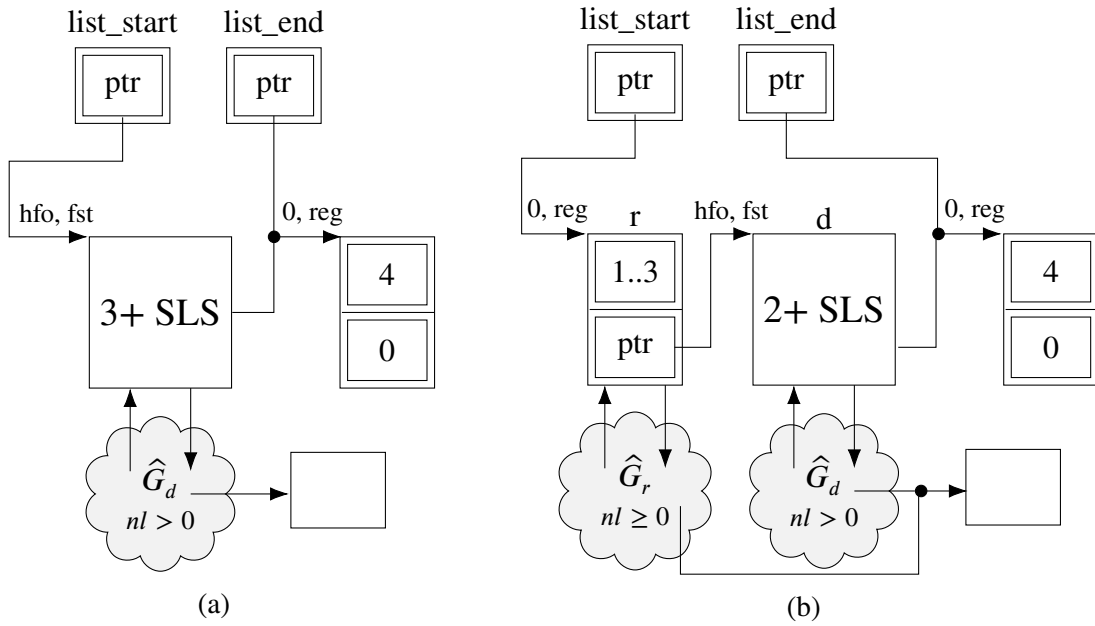 list_start list_end
ptr ptr
hfo, fst
0, reg
3+ SLS
4
0
Ĝd
nl > 0
(a)
list_start list_end
ptr ptr
0, reg
r
hfo, fst
d
0, reg
1..3
ptr
2+ SLS
4
0
Ĝr
nl ≥ 0
Ĝd
nl > 0
(b)